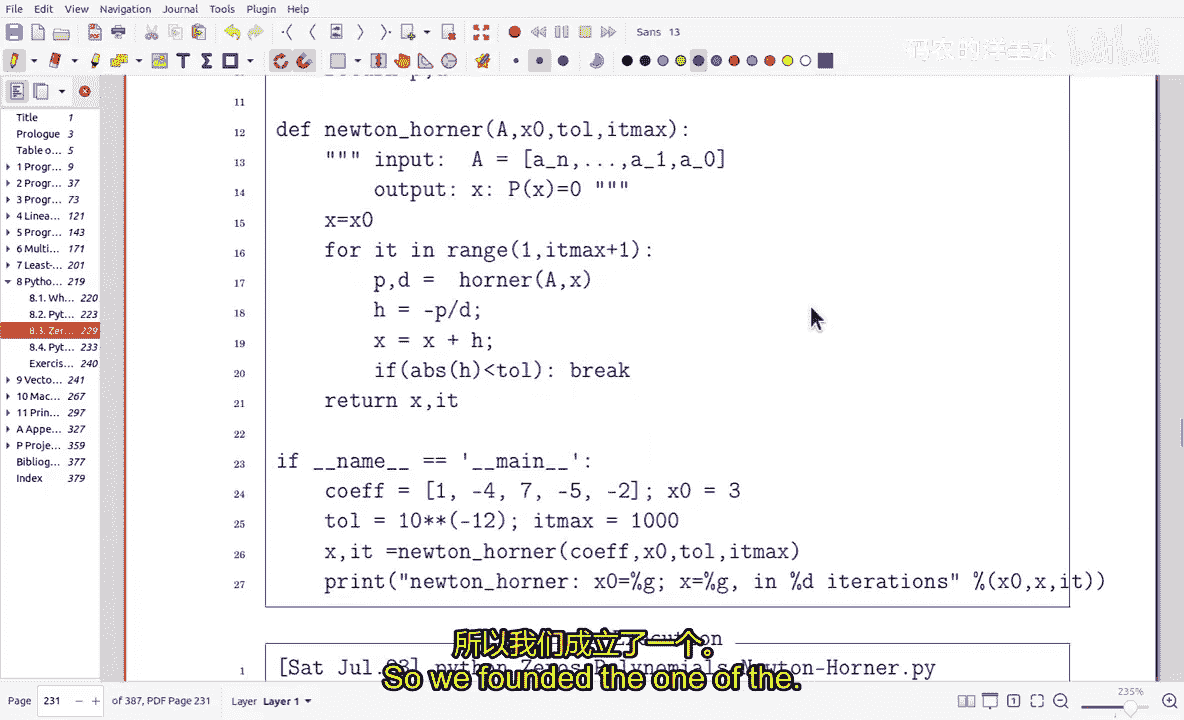 File Edit View Navigation Journal Tools Plugin Help
Sans 13
Title 1
Prologue 3
Table o... 5
1 Progr... 9
2 Progr... 37
3 Progr... 73
4 Linea... 121
5 Progr... 143
6 Multi... 171
7 Least-... 201
8 Pytho... 219
8.1. Wh... 220
8.2. Pyt... 223
8.3. Zer... 229
8.4. Pyt... 233
Exercis... 240
9 Vecto... 241
10 Mac... 267
11 Prin... 297
A Appe... 327
P Proje... 359
Bibliog... 377
Index 379
11
12 def newton_horner(A,x0,tol,itmax):
13 """ input: A = [a_n,...,a_1,a_0]
14 output: x: P(x)=0 """
15 x=x0
16 for it in range(1,itmax+1):
17 p,d = horner(A,x)
18 h = -p/d;
19 x = x + h;
20 if(abs(h)<tol): break
21 return x,it
22
23 if __name__ == '__main__':
24 coeff = [1, -4, 7, -5, -2]; x0 = 3
25 tol = 10**(-12); itmax = 1000
26 x,it =newton_horner(coeff,x0,tol,itmax)
27 print("newton_horner: x0=%g; x=%g, in %d iterations" %(x0,x,it))
1 [Sat Jul.23] python Zeros-Polynomials-Newton-Horner.py
所以我们成立了一个。
So we founded the one of the.
Page 231 of 387, PDF Page 231 Layer Layer 1 235%